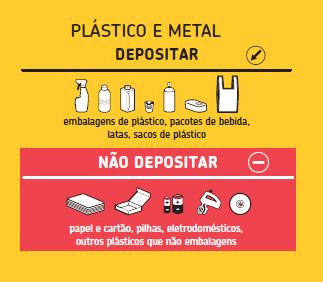 PLÁSTICO E METAL
DEPOSITAR
embalagens de plástico, pacotes de bebida,
latas, sacos de plástico
NÃO DEPOSITAR
papel e cartão, pilhas, eletrodomésticos,
outros plásticos que não embalagens